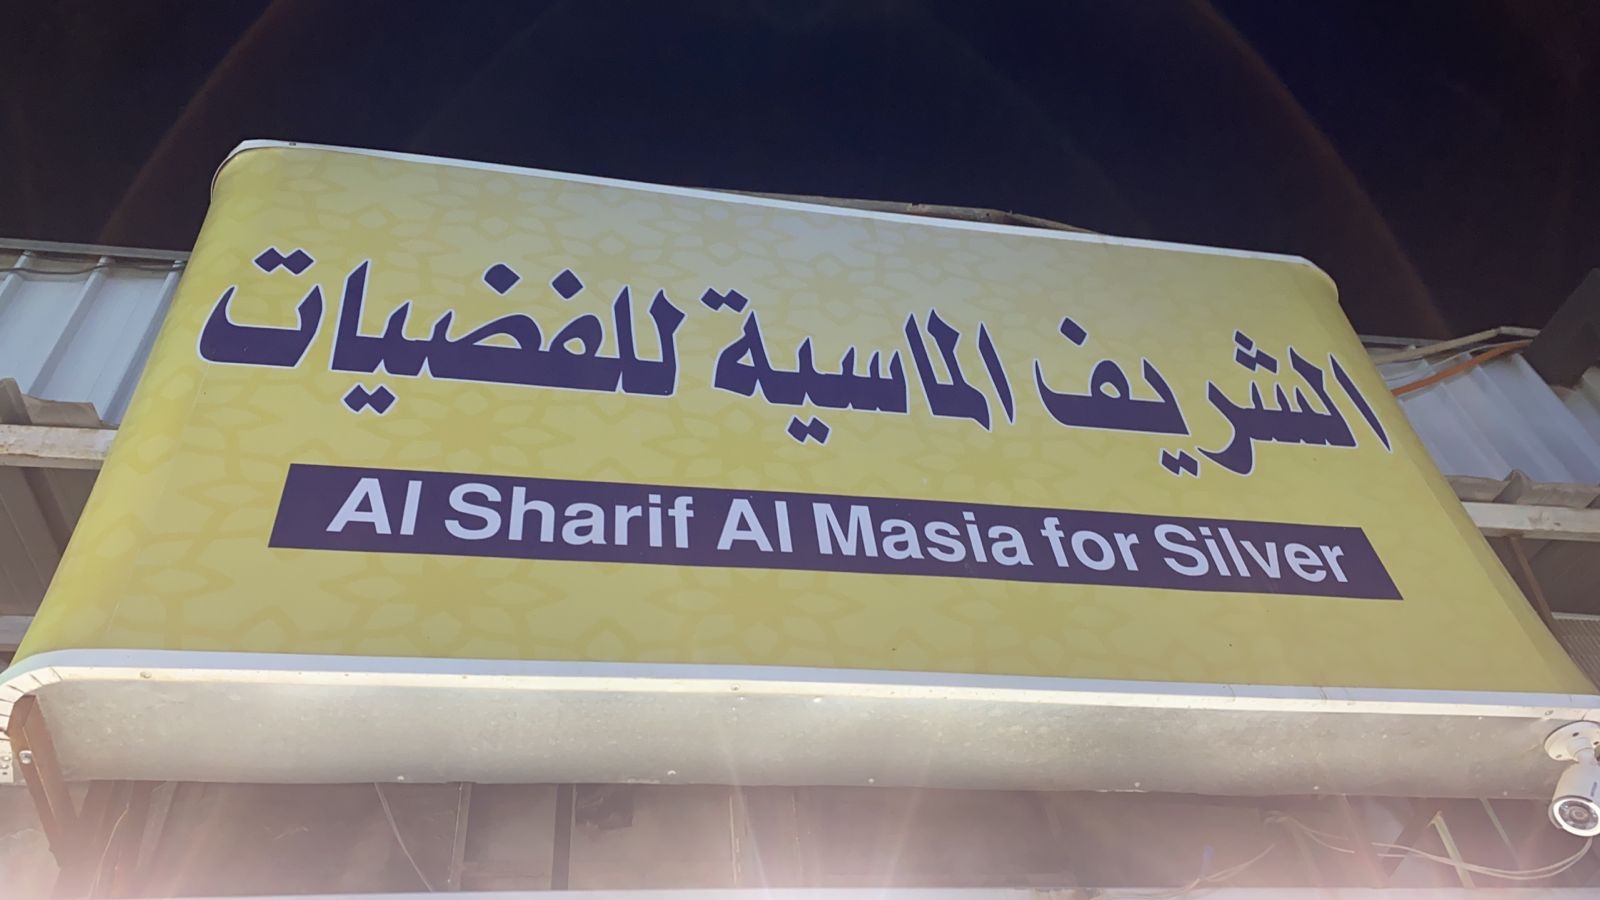 الشريف الماسية للفضيات
Al Sharif Al Masia for Silver